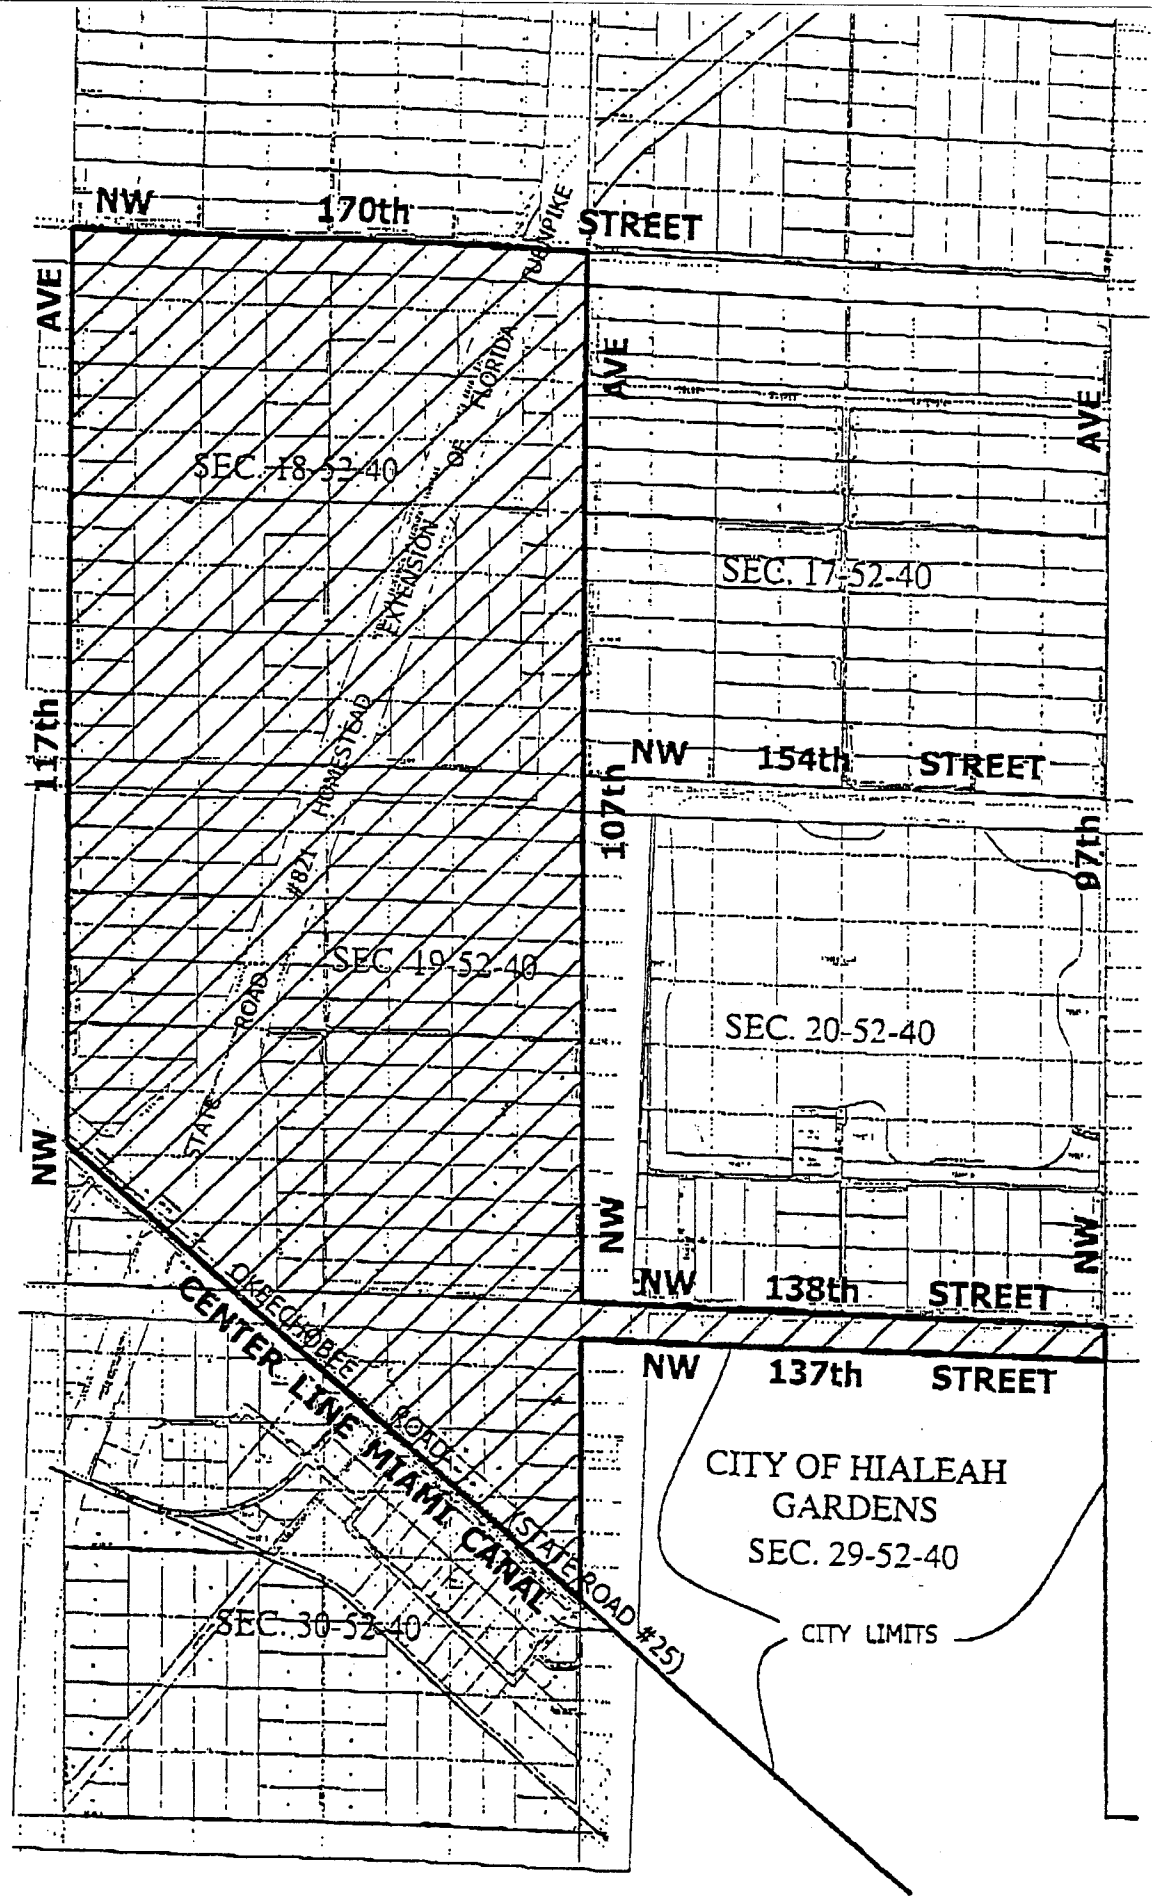 NW 170th STREET
TURNPIKE
AVE
AVE
AVE
FLORIDA
OF
SEC. 18-52-40
EXTENSION
SEC. 17-52-40
HOMESTEAD
117th
NW 154th STREET
107th
97th
#821
SEC. 19-52-40
ROAD
SEC. 20-52-40
STATE
NW
NW
NW
NW 138th STREET
OKEECHOBEE ROAD (STATE ROAD #25)
CENTER LINE MIAMI CANAL
NW 137th STREET
CITY OF HIALEAH
GARDENS
SEC. 29-52-40
CITY LIMITS
SEC. 30-52-40